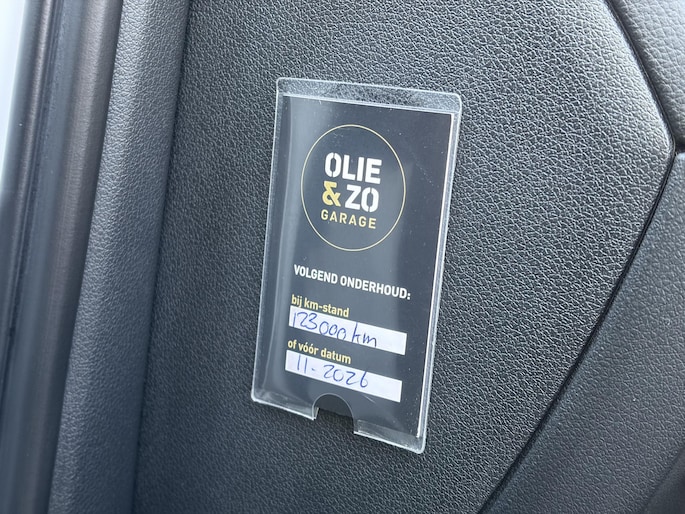 OLIE
& ZO
GARAGE
VOLGEND ONDERHOUD:
bij km-stand
123000 km
of vóór datum
11-2026